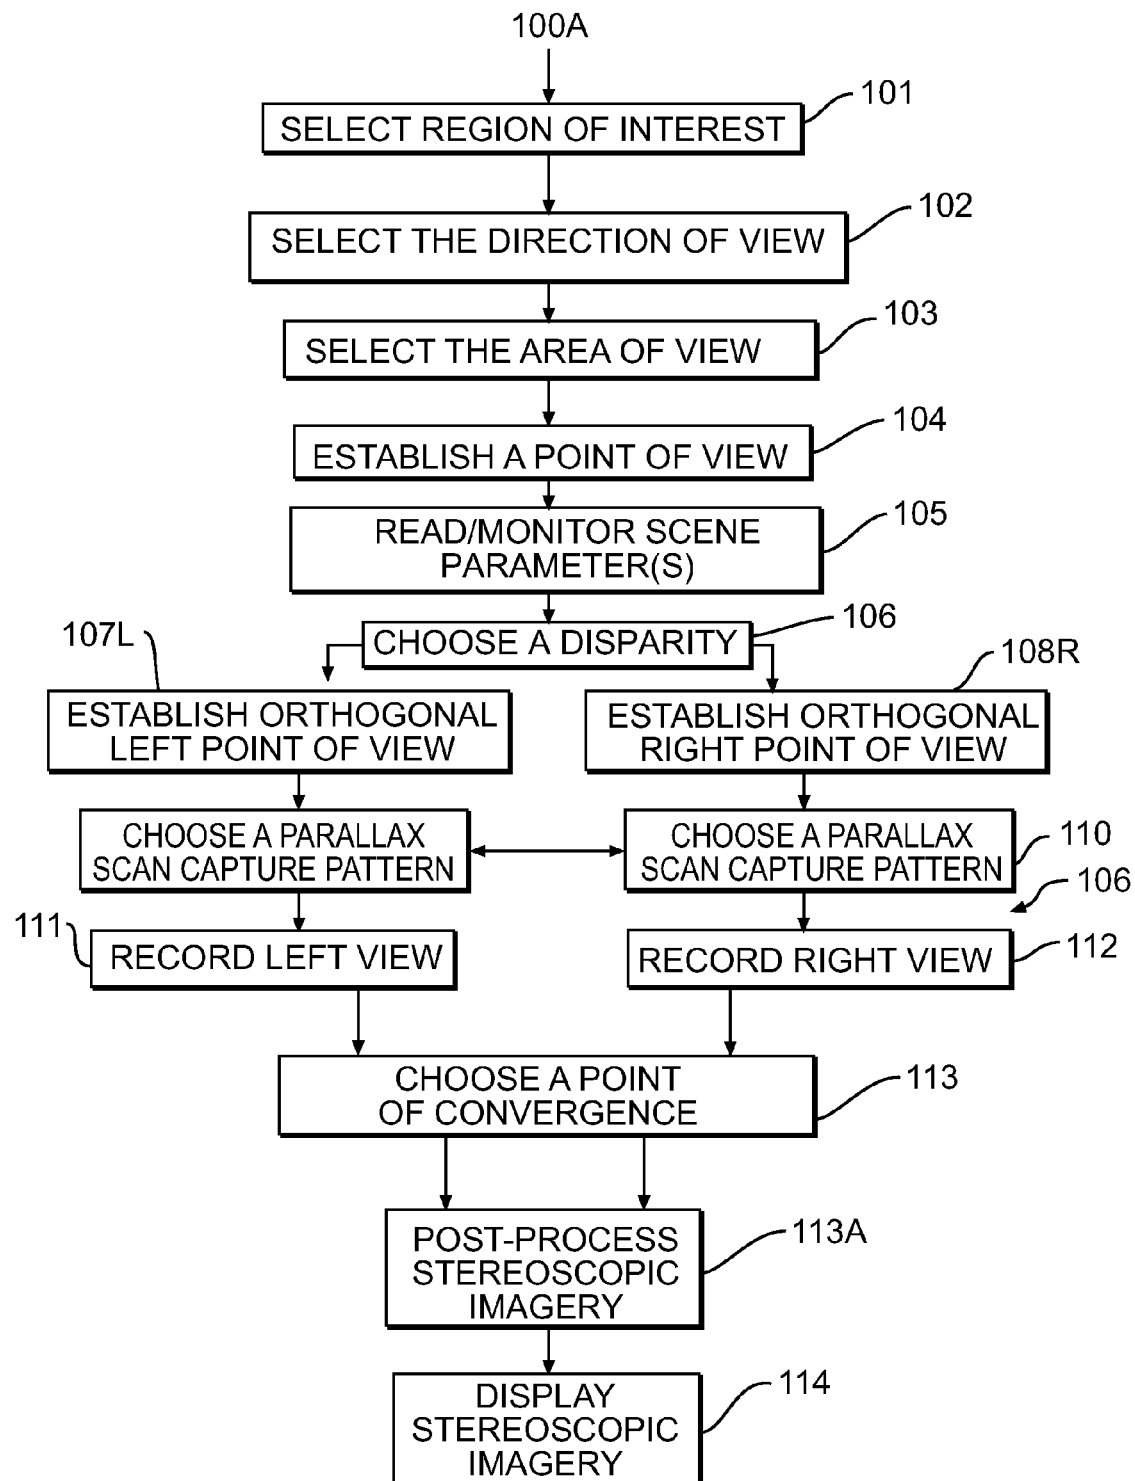 100A
101
SELECT REGION OF INTEREST
102
SELECT THE DIRECTION OF VIEW
103
SELECT THE AREA OF VIEW
104
ESTABLISH A POINT OF VIEW
105
READ/MONITOR SCENE
PARAMETER(S)
106
CHOOSE A DISPARITY
107L
108R
ESTABLISH ORTHOGONAL
LEFT POINT OF VIEW
ESTABLISH ORTHOGONAL
RIGHT POINT OF VIEW
CHOOSE A PARALLAX
SCAN CAPTURE PATTERN
CHOOSE A PARALLAX
SCAN CAPTURE PATTERN
110
106
111
RECORD LEFT VIEW
RECORD RIGHT VIEW
112
CHOOSE A POINT
OF CONVERGENCE
113
POST-PROCESS
STEREOSCOPIC
IMAGERY
113A
DISPLAY
STEREOSCOPIC
IMAGERY
114